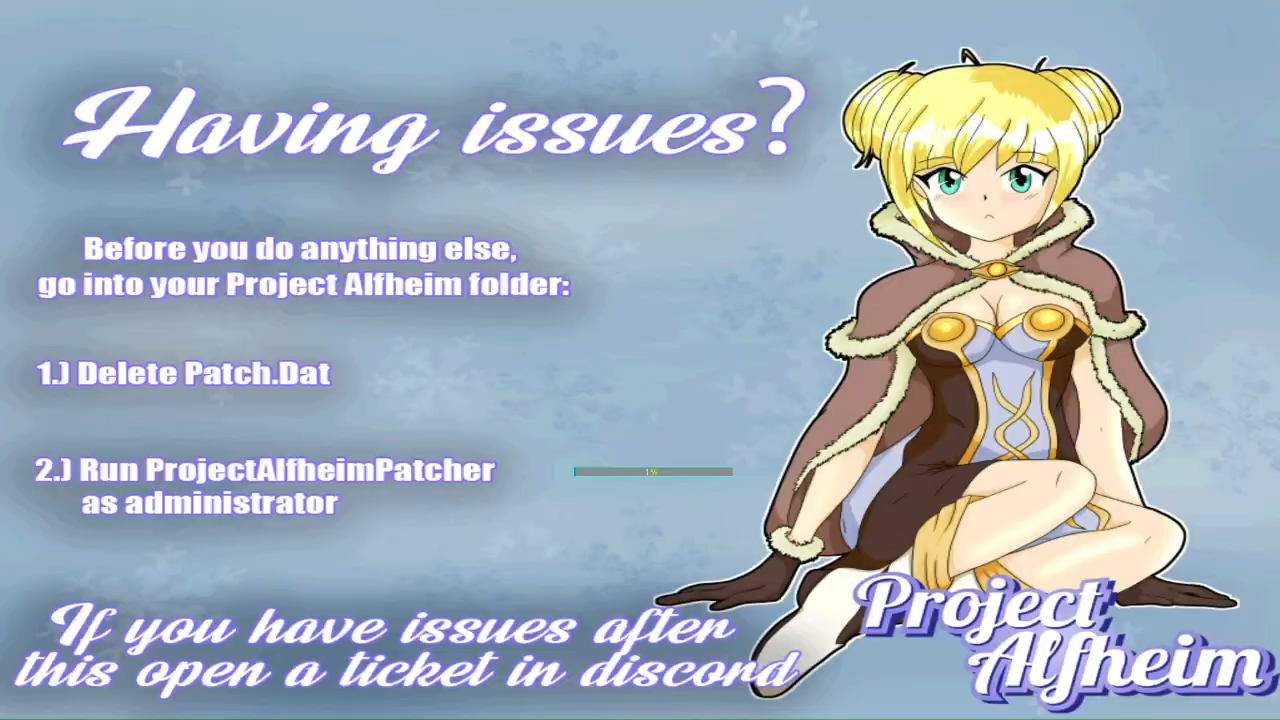 Having issues?
Before you do anything else,
go into your Project Alfheim folder:
1.) Delete Patch.Dat
2.) Run ProjectAlfheimPatcher
as administrator
1%
If you have issues after
this open a ticket in discord
Project
Alfheim